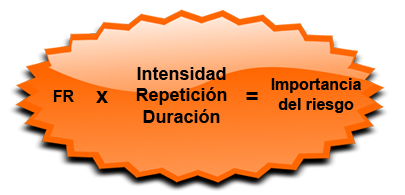 FR x Intensidad Repetición Duración = Importancia del riesgo